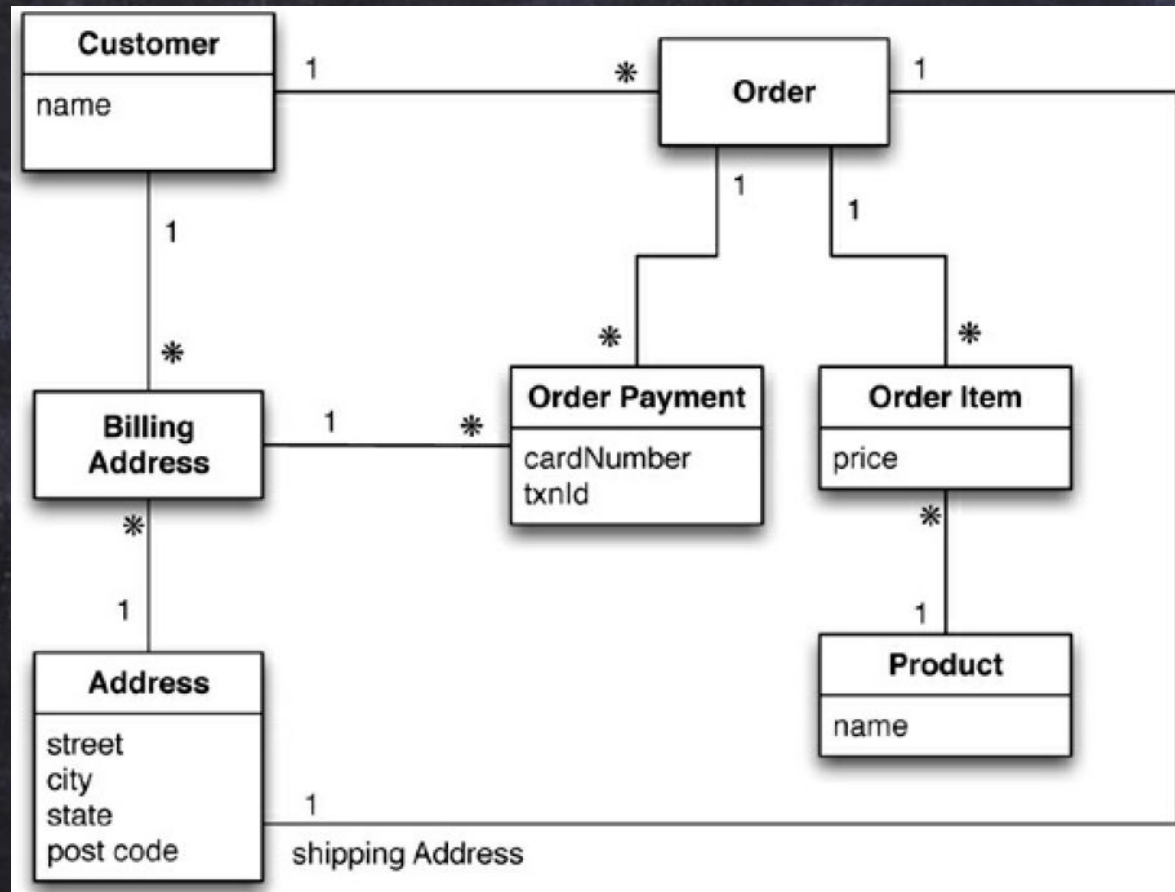 Customer
name
1
*
Order
1
1
1
1
*
*
*
Billing
Address
1
*
Order Payment
cardNumber
txnId
Order Item
price
*
1
*
1
Product
name
Address
street
city
state
post code
1
shipping Address